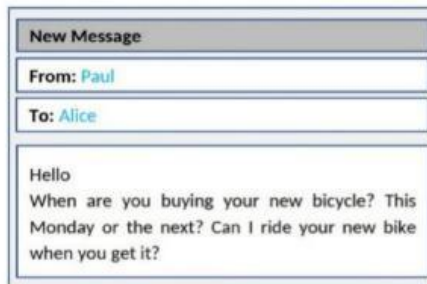 New Message
From: Paul
To: Alice
Hello
When are you buying your new bicycle? This
Monday or the next? Can I ride your new bike
when you get it?